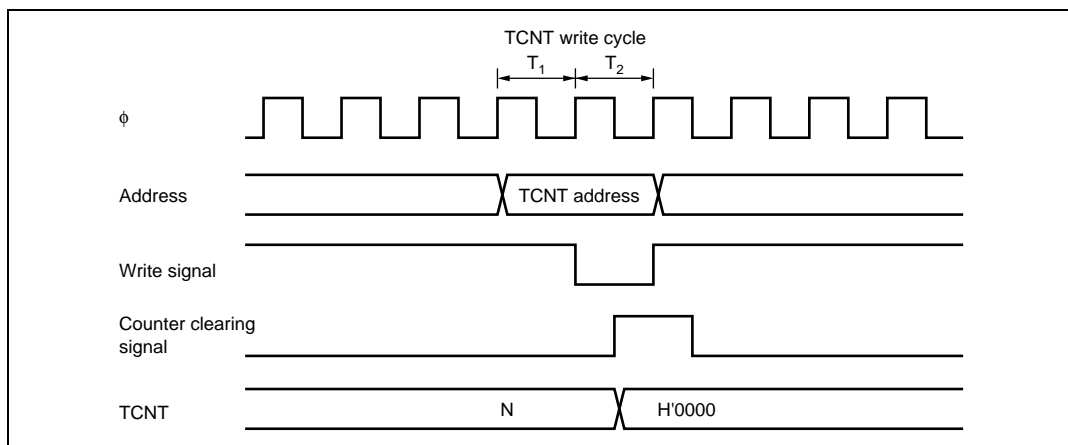 TCNT write cycle
T1 T2
ϕ
Address
TCNT address
Write signal
Counter clearing
signal
TCNT
N
H'0000